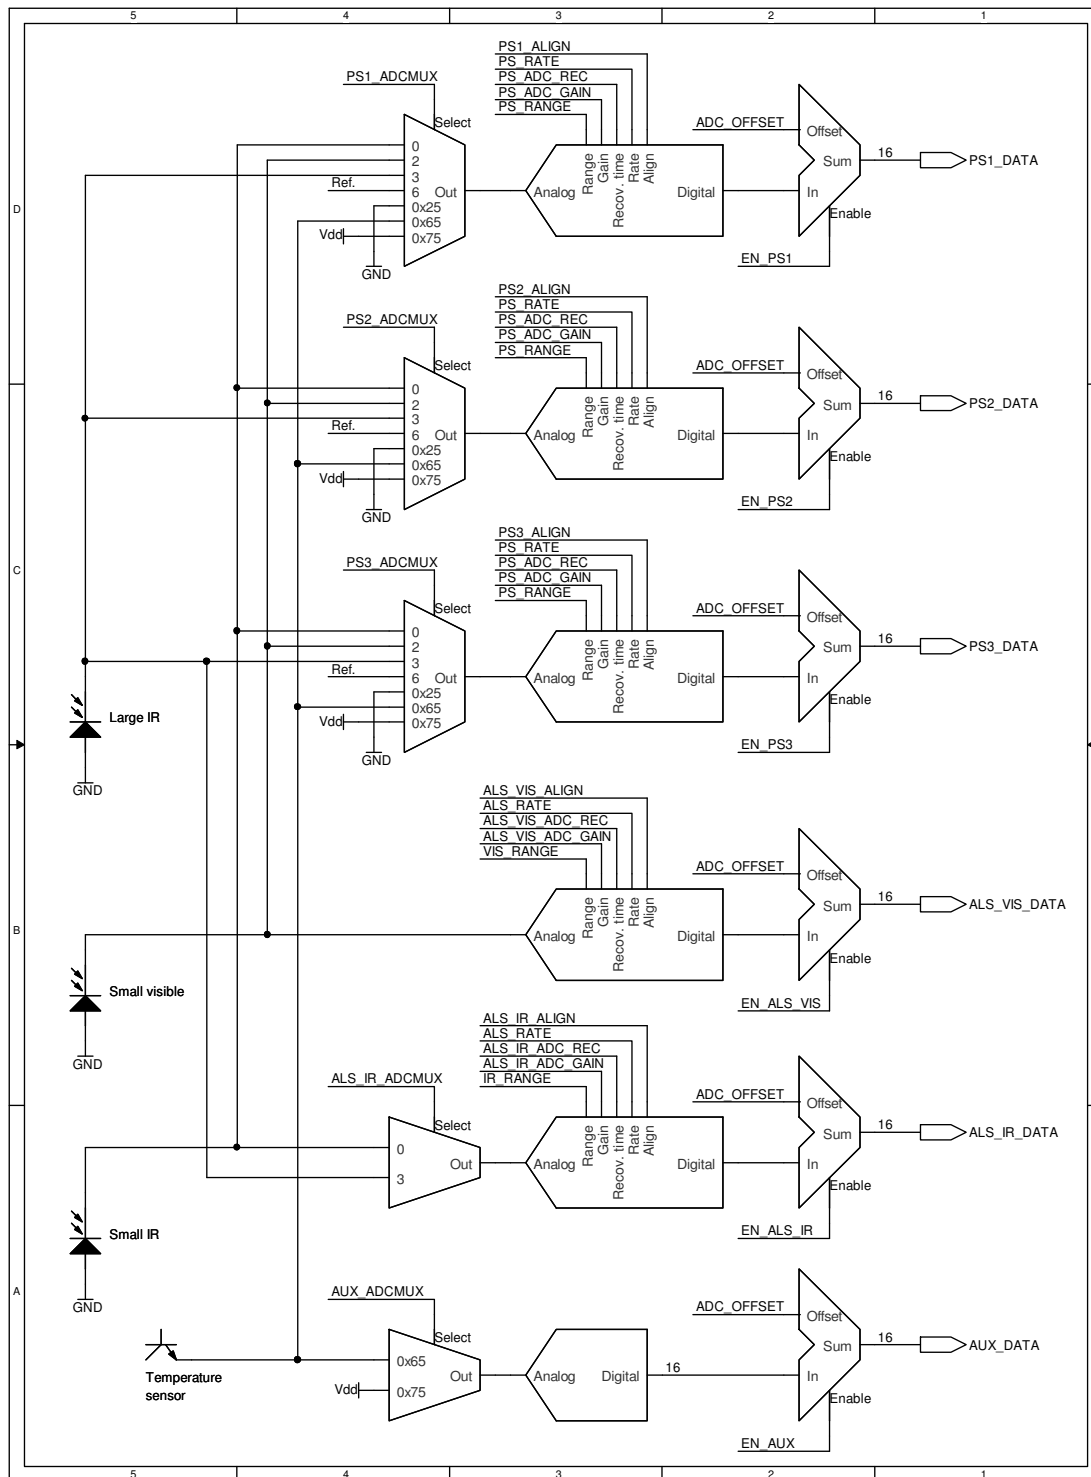 5 4 3 2 1
PS1_ALIGN
PS_RATE
PS_ADC_REC
PS_ADC_GAIN
PS_RANGE
PS1_ADCMUX
Select
0
2
3
6
0x25
0x65
0x75
Out
Ref.
Vdd
GND
Analog
Range
Gain
Recov. time
Rate
Align
Digital
ADC_OFFSET
Offset
Sum
In
Enable
EN_PS1
16
PS1_DATA
D
PS2_ALIGN
PS_RATE
PS_ADC_REC
PS_ADC_GAIN
PS_RANGE
PS2_ADCMUX
Select
0
2
3
6
0x25
0x65
0x75
Out
Ref.
Vdd
GND
Analog
Range
Gain
Recov. time
Rate
Align
Digital
ADC_OFFSET
Offset
Sum
In
Enable
EN_PS2
16
PS2_DATA
C
PS3_ALIGN
PS_RATE
PS_ADC_REC
PS_ADC_GAIN
PS_RANGE
PS3_ADCMUX
Select
0
2
3
6
0x25
0x65
0x75
Out
Ref.
Vdd
GND
Analog
Range
Gain
Recov. time
Rate
Align
Digital
ADC_OFFSET
Offset
Sum
In
Enable
EN_PS3
16
PS3_DATA
Large IR
GND
ALS_VIS_ALIGN
ALS_RATE
ALS_VIS_ADC_REC
ALS_VIS_ADC_GAIN
VIS_RANGE
Analog
Range
Gain
Recov. time
Rate
Align
Digital
ADC_OFFSET
Offset
Sum
In
Enable
EN_ALS_VIS
16
ALS_VIS_DATA
B
Small visible
GND
ALS_IR_ALIGN
ALS_RATE
ALS_IR_ADC_REC
ALS_IR_ADC_GAIN
IR_RANGE
ALS_IR_ADCMUX
Select
0
3
Out
Analog
Range
Gain
Recov. time
Rate
Align
Digital
ADC_OFFSET
Offset
Sum
In
Enable
EN_ALS_IR
16
ALS_IR_DATA
Small IR
GND
A
AUX_ADCMUX
Select
0x65
0x75
Out
Vdd
Temperature
sensor
Analog
Digital
16
ADC_OFFSET
Offset
Sum
In
Enable
EN_AUX
16
AUX_DATA
5 4 3 2 1